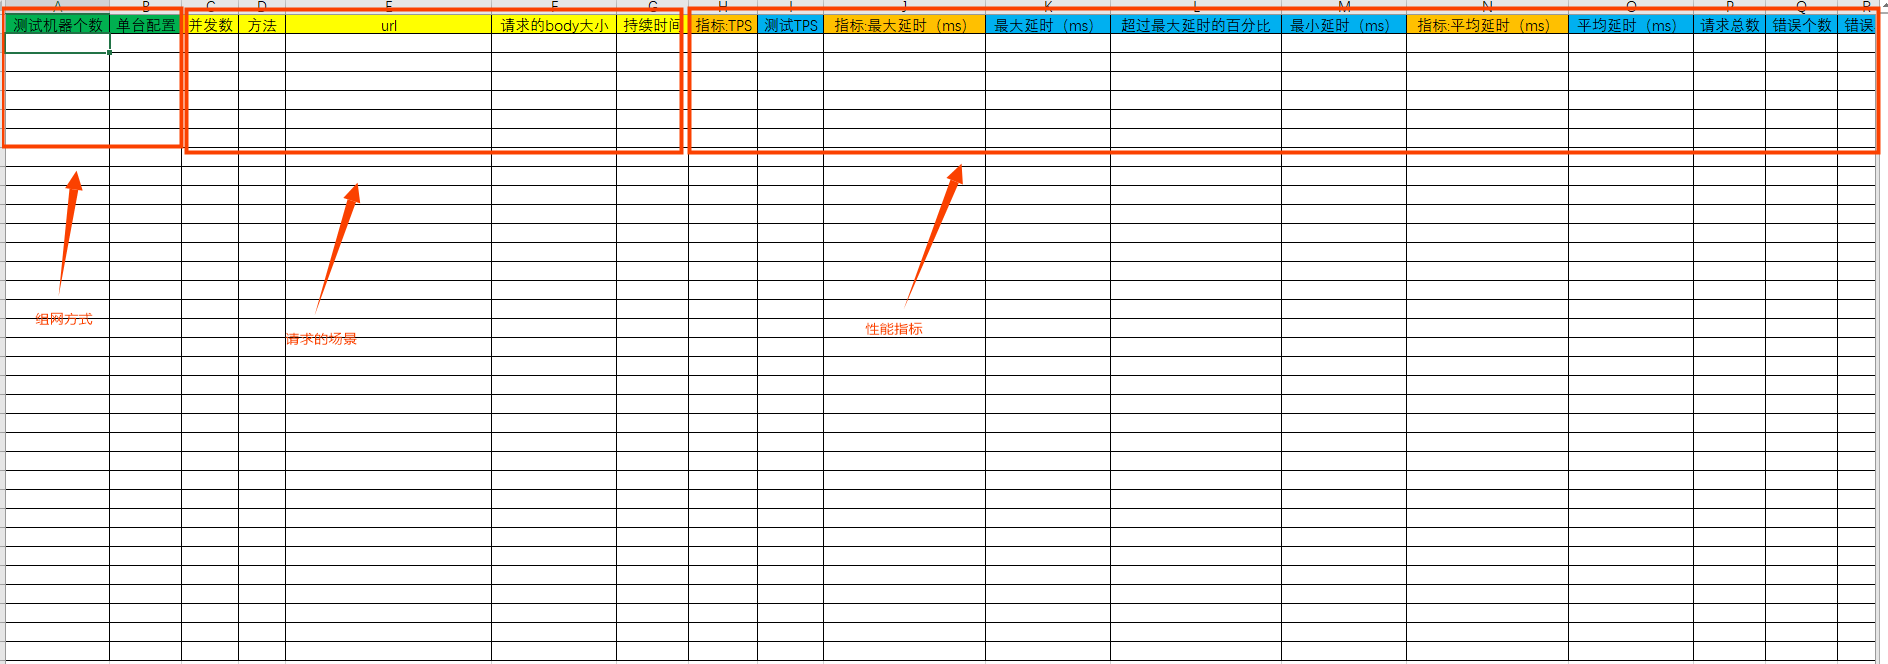 A B C D E F G H I J K L M N O P Q R
测试机器个数 单台配置 并发数 方法 url 请求的body大小 持续时间 指标:TPS 测试TPS 指标:最大延时（ms） 最大延时（ms） 超过最大延时的百分比 最小延时（ms） 指标:平均延时（ms） 平均延时（ms） 请求总数 错误个数 错误
组网方式
请求的场景
性能指标